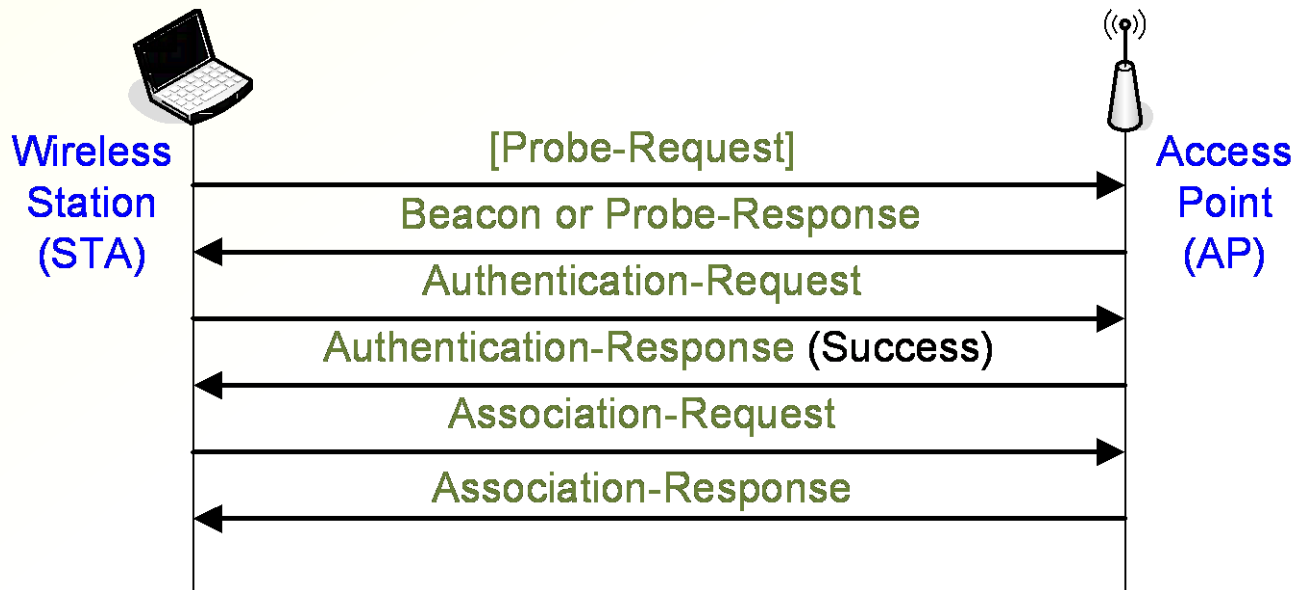 Wireless
Station
(STA)
Access
Point
(AP)
[Probe-Request]
Beacon or Probe-Response
Authentication-Request
Authentication-Response (Success)
Association-Request
Association-Response